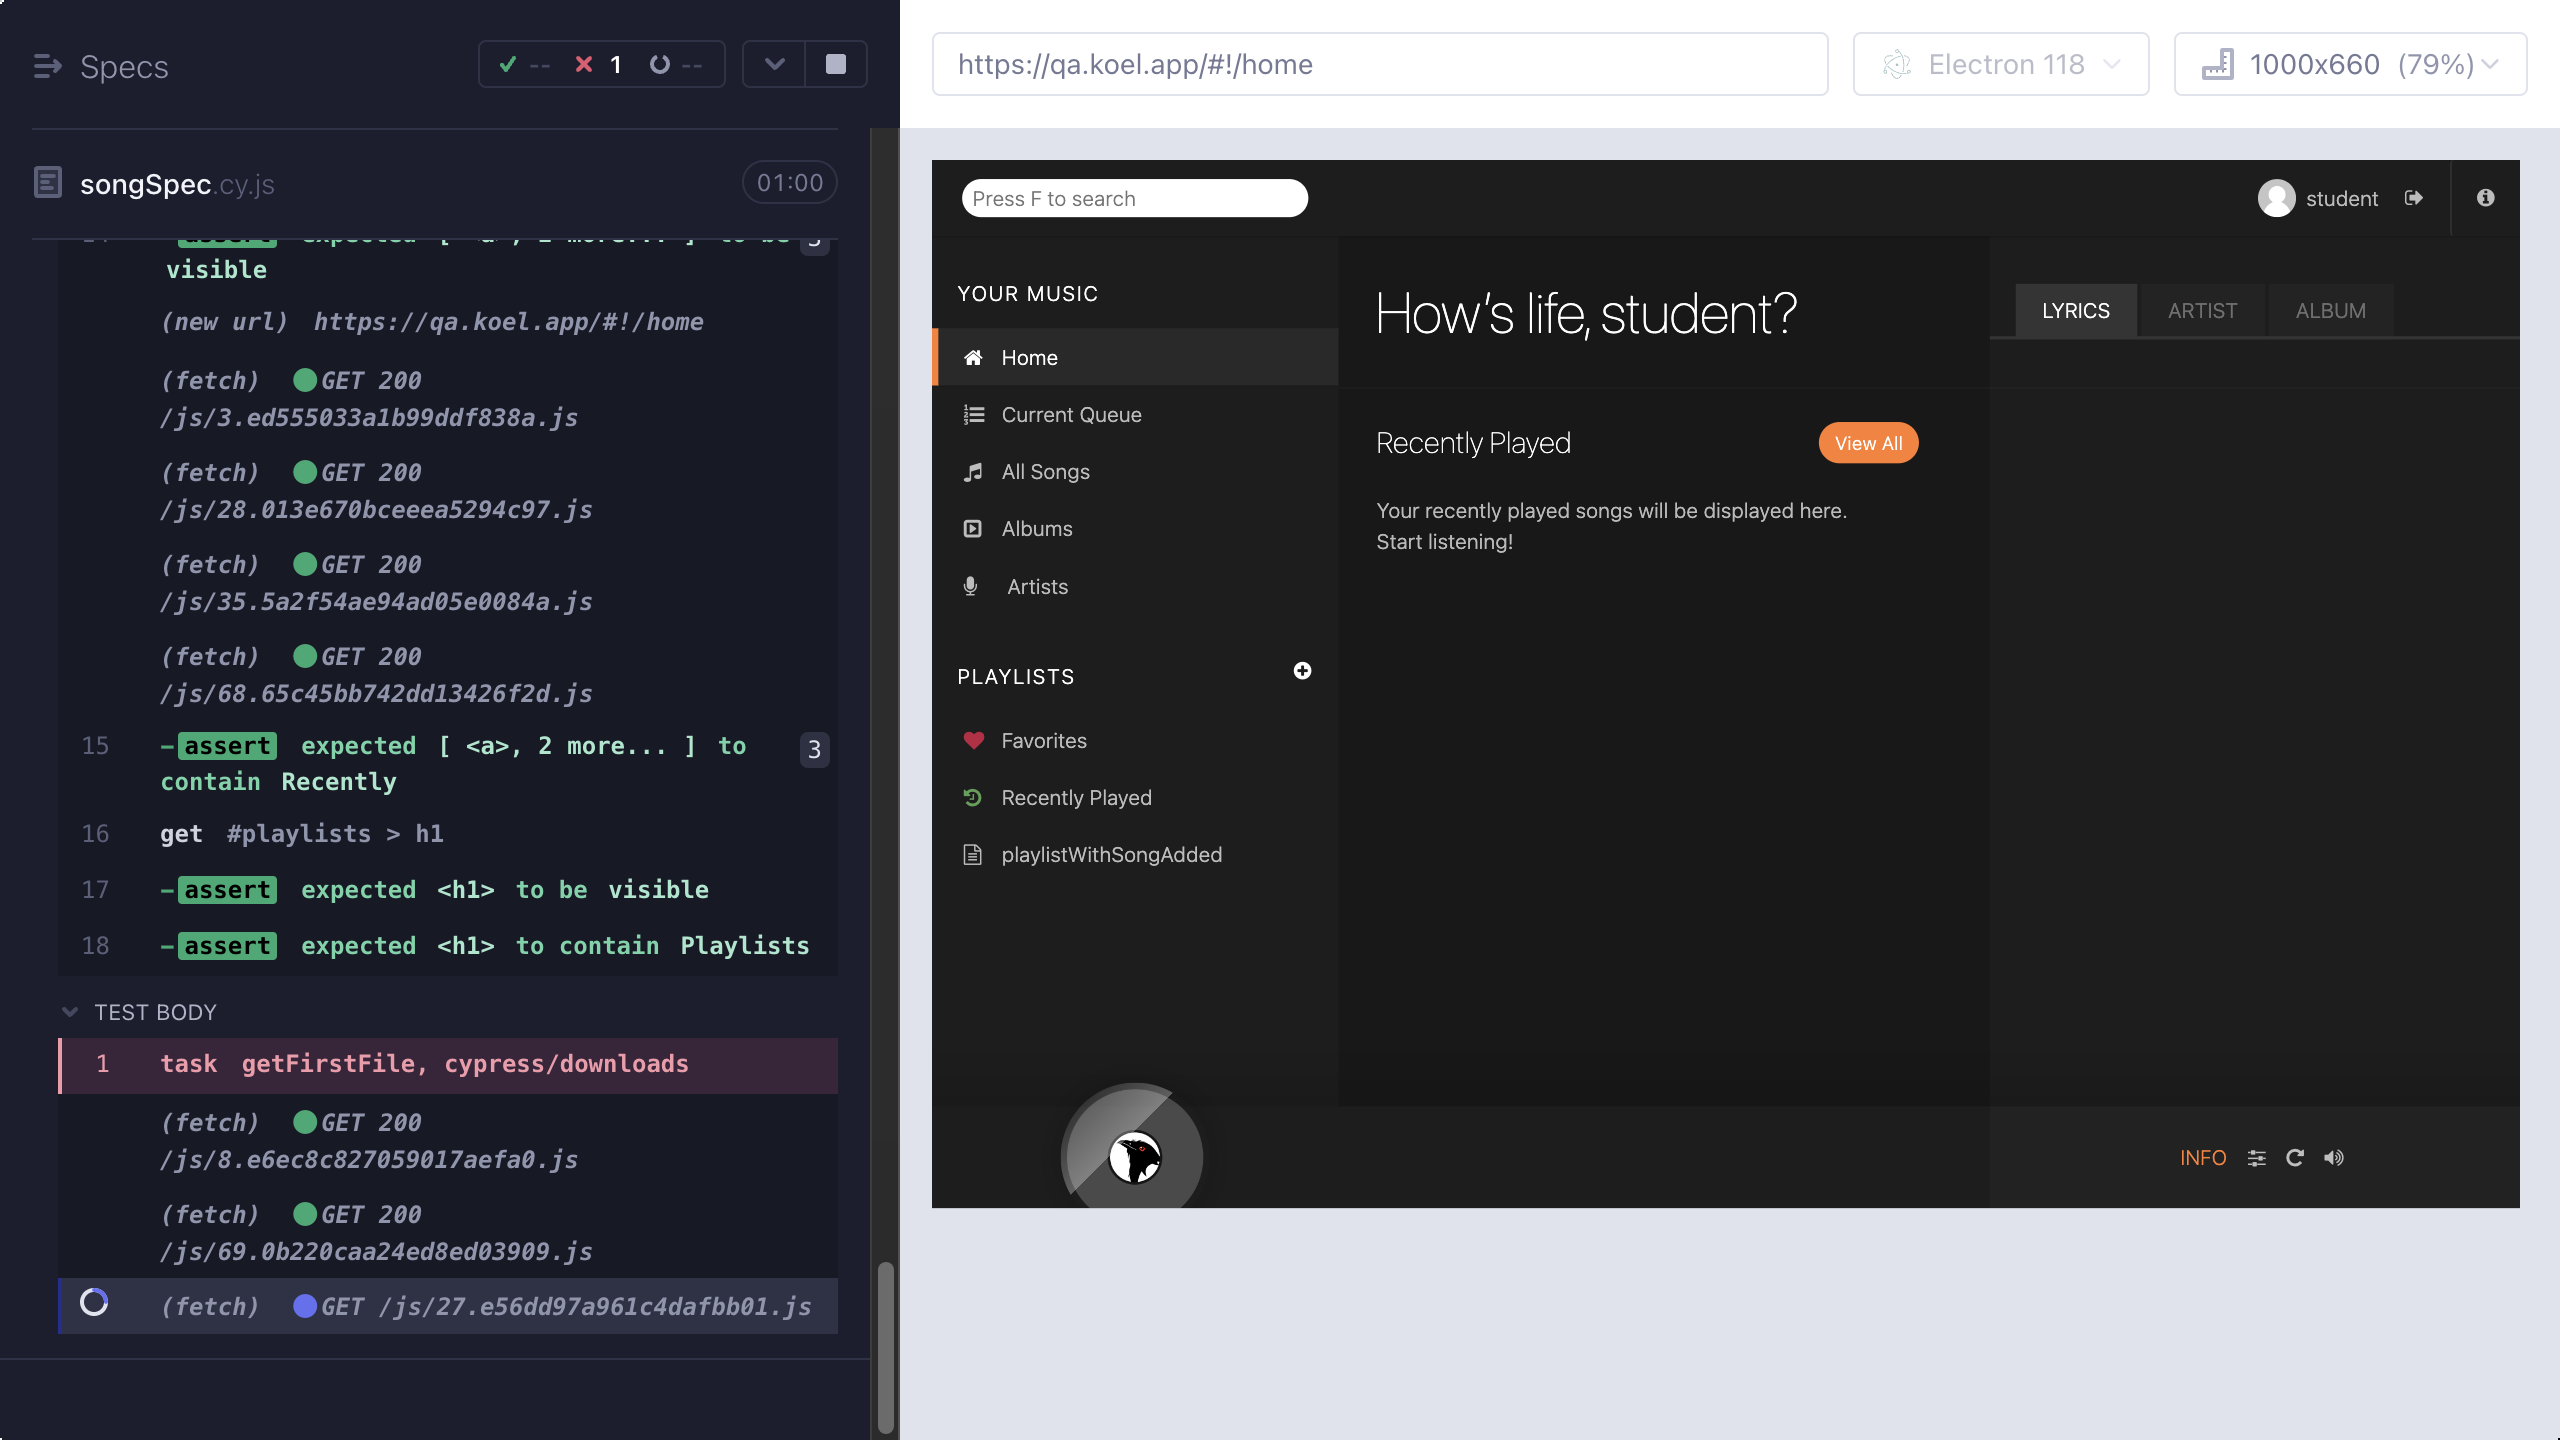 Specs
-- 1 --
songSpec.cy.js
01:00
assert expected [ <a>, 2 more... ] to be 3
visible
(new url) https://qa.koel.app/#!/home
(fetch) GET 200
/js/3.ed555033a1b99ddf838a.js
(fetch) GET 200
/js/28.013e670bceeea5294c97.js
(fetch) GET 200
/js/35.5a2f54ae94ad05e0084a.js
(fetch) GET 200
/js/68.65c45bb742dd13426f2d.js
15 -assert expected [ <a>, 2 more... ] to 3
contain Recently
16 get #playlists > h1
17 -assert expected <h1> to be visible
18 -assert expected <h1> to contain Playlists
TEST BODY
1 task getFirstFile, cypress/downloads
(fetch) GET 200
/js/8.e6ec8c827059017aefa0.js
(fetch) GET 200
/js/69.0b220caa24ed8ed03909.js
(fetch) GET /js/27.e56dd97a961c4dafbb01.js
https://qa.koel.app/#!/home
Electron 118
1000x660 (79%)
Press F to search
student
YOUR MUSIC
Home
Current Queue
All Songs
Albums
Artists
PLAYLISTS
Favorites
Recently Played
playlistWithSongAdded
How's life, student?
Recently Played
View All
Your recently played songs will be displayed here.
Start listening!
LYRICS
ARTIST
ALBUM
INFO